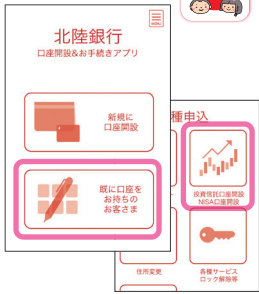 MENU
北陸銀行
口座開設&お手続きアプリ
新規に
口座開設
既に口座を
お持ちの
お客さま
種申込
投資信託口座開設
NISA口座開設
住所変更
各種サービス
ロック解除等